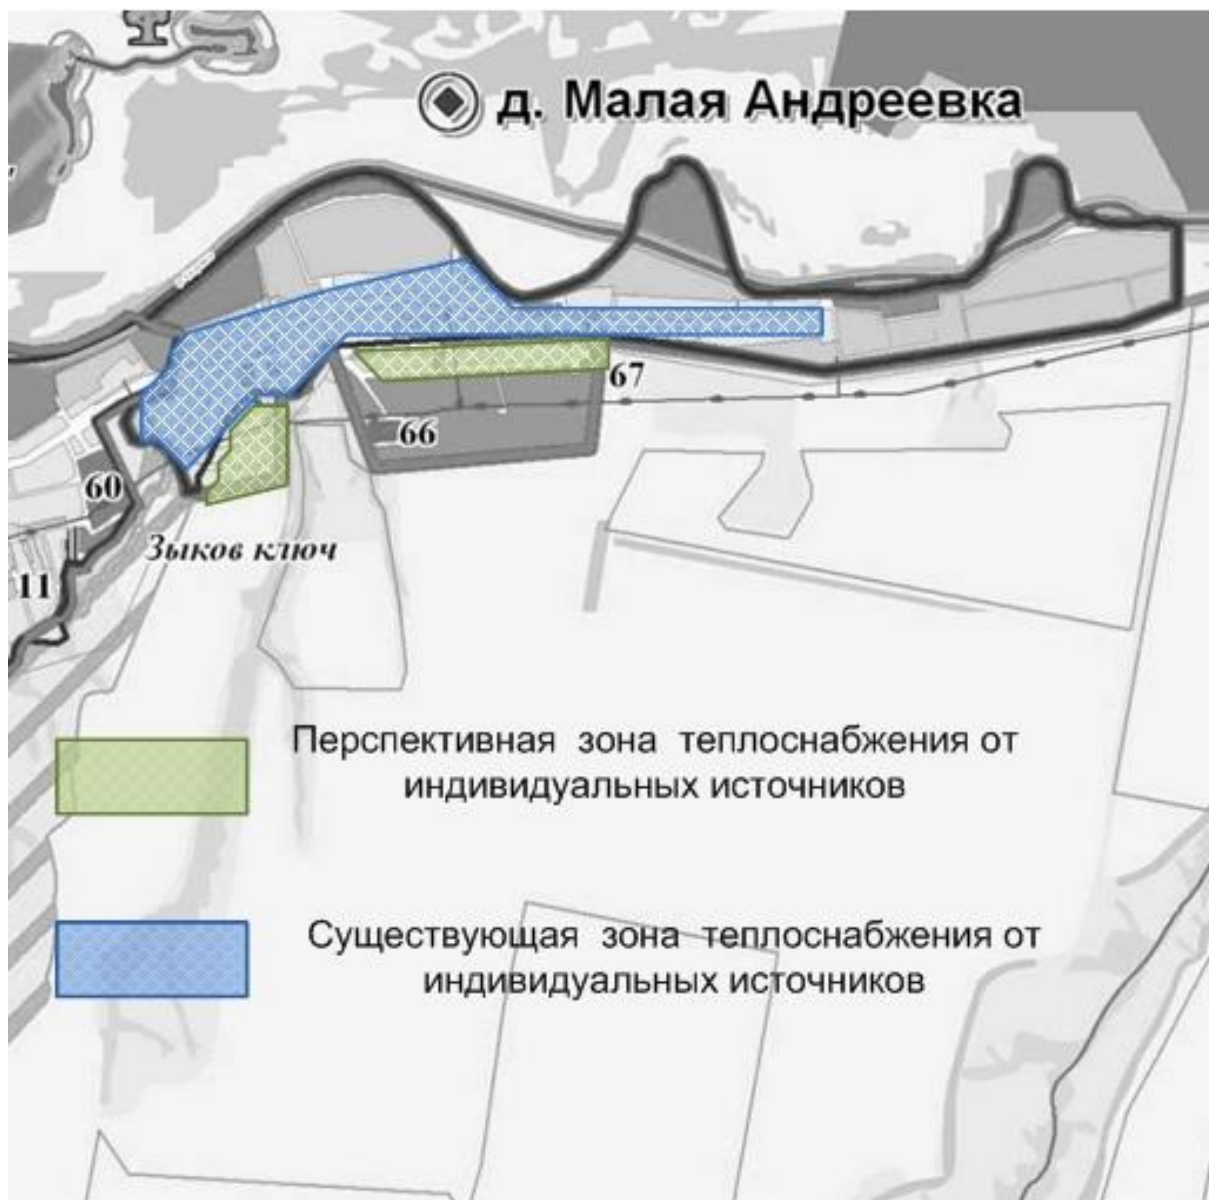 д. Малая Андреевка
67
66
60
Зыков ключ
11
Перспективная зона теплоснабжения от
индивидуальных источников
Существующая зона теплоснабжения от
индивидуальных источников